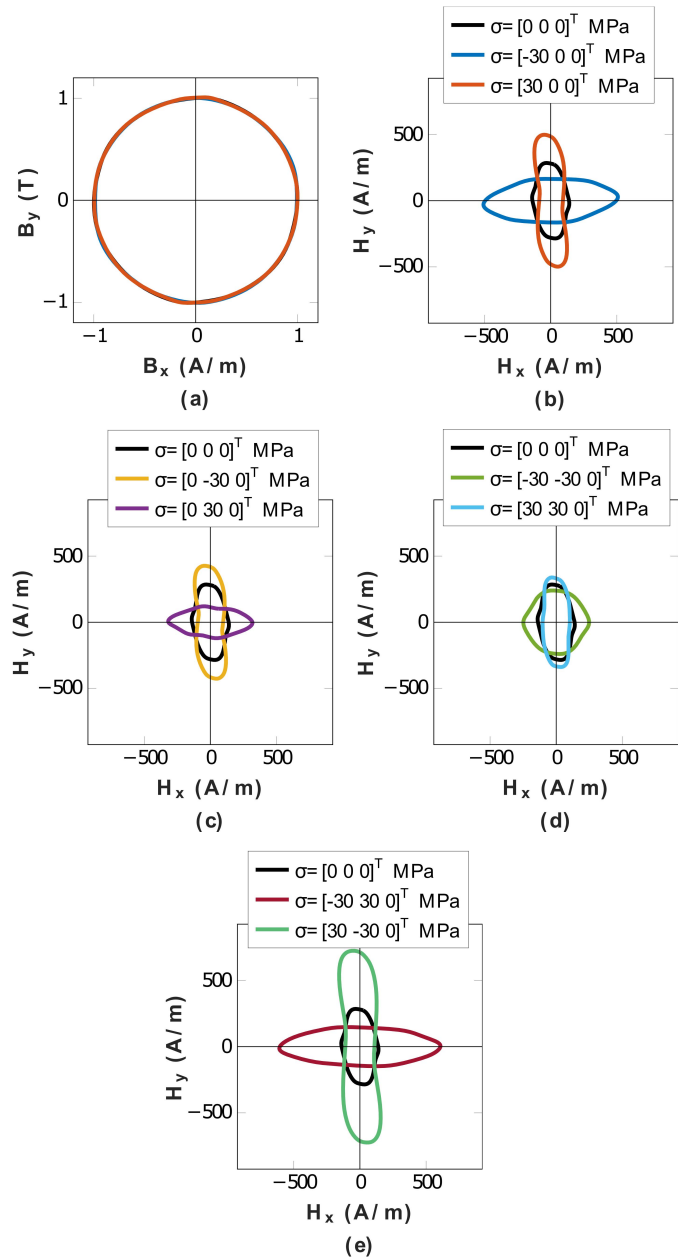 σ= [0 0 0]ᵀ MPa
σ= [-30 0 0]ᵀ MPa
σ= [30 0 0]ᵀ MPa
B_y (T)
1
0
−1
−1 0 1
B_x (A/m)
(a)
H_y (A/m)
500
0
−500
−500 0 500
H_x (A/m)
(b)
σ= [0 0 0]ᵀ MPa
σ= [0 -30 0]ᵀ MPa
σ= [0 30 0]ᵀ MPa
H_y (A/m)
500
0
−500
−500 0 500
H_x (A/m)
(c)
σ= [0 0 0]ᵀ MPa
σ= [-30 -30 0]ᵀ MPa
σ= [30 30 0]ᵀ MPa
H_y (A/m)
500
0
−500
−500 0 500
H_x (A/m)
(d)
σ= [0 0 0]ᵀ MPa
σ= [-30 30 0]ᵀ MPa
σ= [30 -30 0]ᵀ MPa
H_y (A/m)
500
0
−500
−500 0 500
H_x (A/m)
(e)